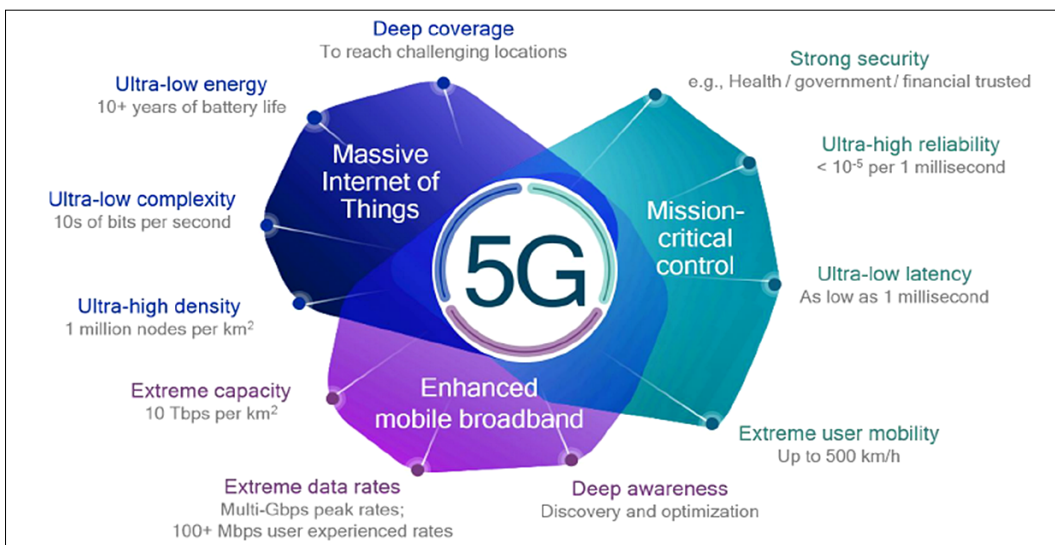 Deep coverage
To reach challenging locations
Ultra-low energy
10+ years of battery life
Ultra-low complexity
10s of bits per second
Ultra-high density
1 million nodes per km²
Massive
Internet of
Things
5G
Strong security
e.g., Health / government / financial trusted
Ultra-high reliability
< 10⁻⁵ per 1 millisecond
Ultra-low latency
As low as 1 millisecond
Extreme user mobility
Up to 500 km/h
Mission-
critical
control
Extreme capacity
10 Tbps per km²
Extreme data rates
Multi-Gbps peak rates;
100+ Mbps user experienced rates
Deep awareness
Discovery and optimization
Enhanced
mobile broadband